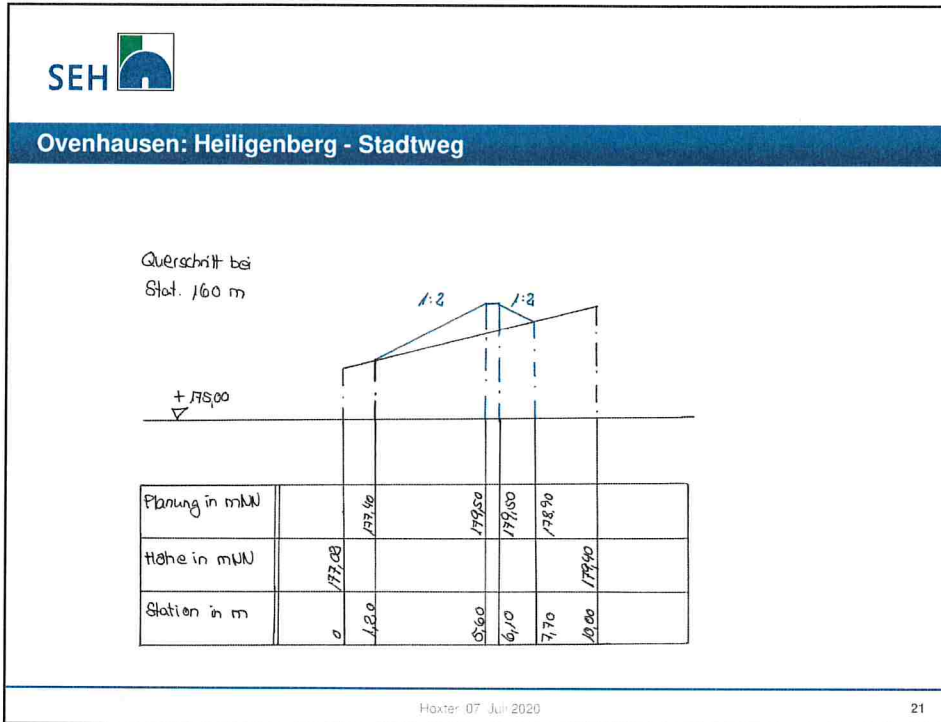 SEH
Ovenhausen: Heiligenberg - Stadtweg
Querschnitt bei
Stat. 160 m
1:2 1:2
+ 175,00
Planung in mNN 177,40 179,50 179,50 178,90
Höhe in mNN 177,08 179,40
Station in m 0 1,20 5,60 6,10 7,70 10,00
Höxter 07 Juli 2020
21